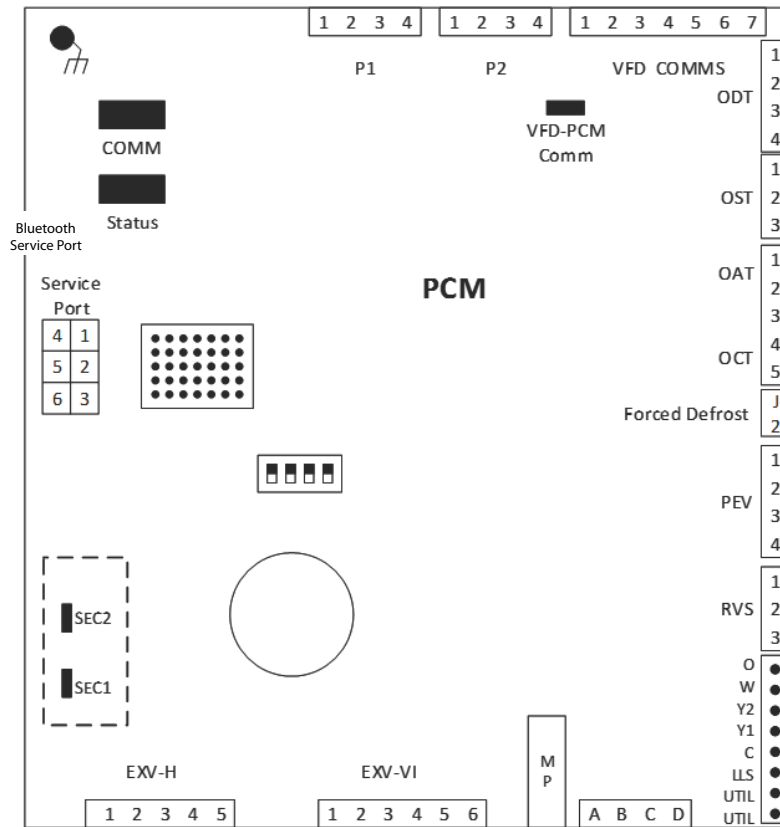 1 2 3 4 1 2 3 4 1 2 3 4 5 6 7
P1 P2 VFD COMMS
ODT
1
2
3
4
COMM
VFD-PCM
Comm
OST
1
2
3
Status
Bluetooth
Service Port
PCM
OAT
OCT
1
2
3
4
5
Service
Port
4 1
5 2
6 3
Forced Defrost
J
2
PEV
1
2
3
4
RVS
1
2
3
SEC2
SEC1
O
W
Y2
Y1
C
LLS
UTIL
UTIL
EXV-H
1 2 3 4 5
EXV-VI
1 2 3 4 5 6
M
P
A B C D